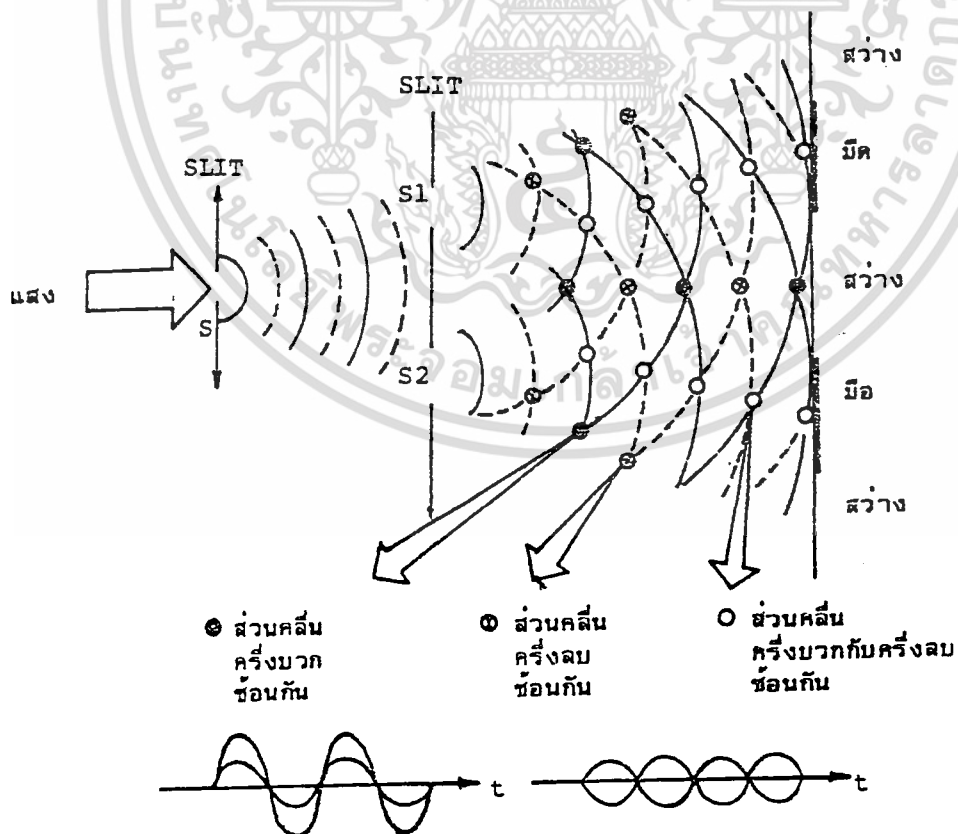 สว่าง
SLIT
มืด
SLIT
S1
แสง
สว่าง
S
S2
มือ
สว่าง
ส่วนคลื่น
ครึ่งบวก
ซ้อนกัน
ส่วนคลื่น
ครึ่งลบ
ซ้อนกัน
ส่วนคลื่น
ครึ่งบวกกับครึ่งลบ
ซ้อนกัน
t
t